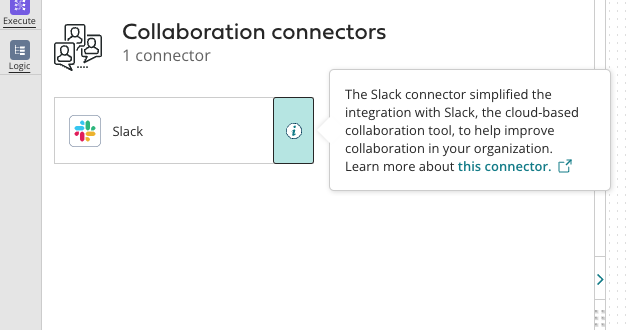 Execute
Logic
Collaboration connectors
1 connector
Slack
The Slack connector simplified the
integration with Slack, the cloud-based
collaboration tool, to help improve
collaboration in your organization.
Learn more about this connector.